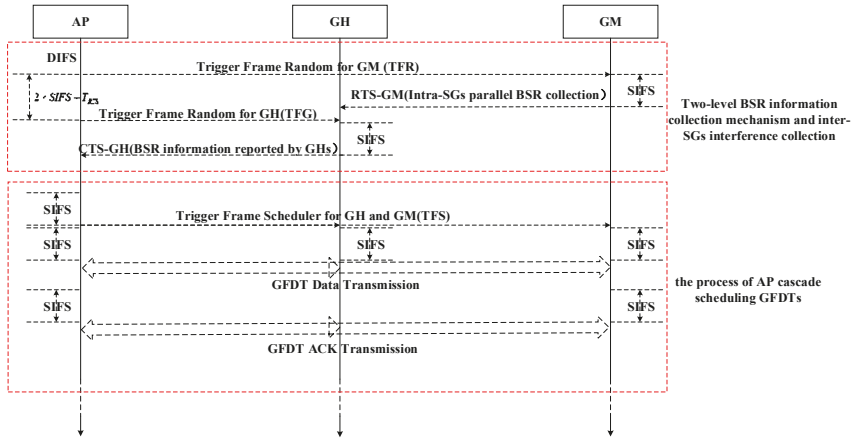 AP
GH
GM
DIFS
Trigger Frame Random for GM (TFR)
2 · SIFS − T_RTS
RTS-GM(Intra-SGs parallel BSR collection)
SIFS
Trigger Frame Random for GH(TFG)
SIFS
CTS-GH(BSR information reported by GHs)
Two-level BSR information
collection mechanism and inter-
SGs interference collection
SIFS
Trigger Frame Scheduler for GH and GM(TFS)
SIFS
SIFS
SIFS
GFDT Data Transmission
SIFS
SIFS
GFDT ACK Transmission
the process of AP cascade
scheduling GFDTs